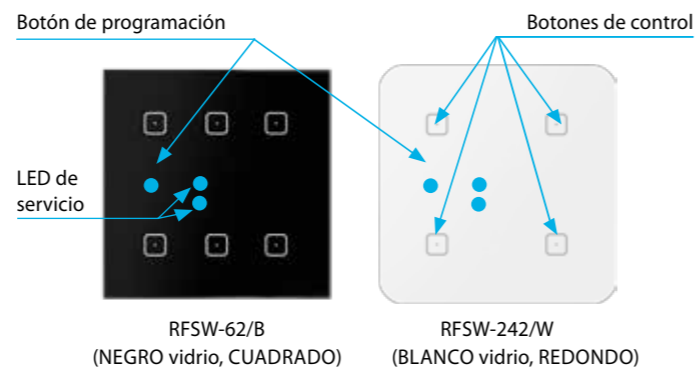 Botón de programación
Botones de control
LED de
servicio
RFSW-62/B
(NEGRO vidrio, CUADRADO)
RFSW-242/W
(BLANCO vidrio, REDONDO)